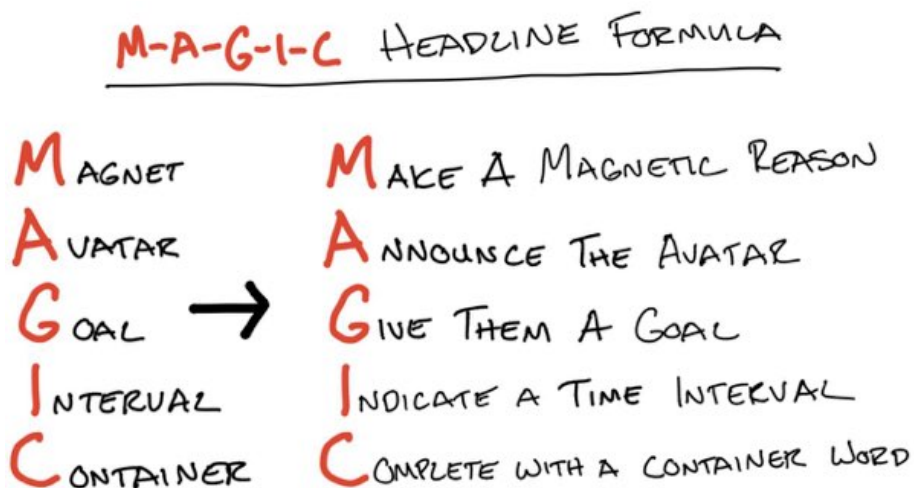 M-A-G-I-C HEADLINE FORMULA
MAGNET MAKE A MAGNETIC REASON
AVATAR ANNOUNCE THE AVATAR
GOAL → GIVE THEM A GOAL
INTERVAL INDICATE A TIME INTERVAL
CONTAINER COMPLETE WITH A CONTAINER WORD